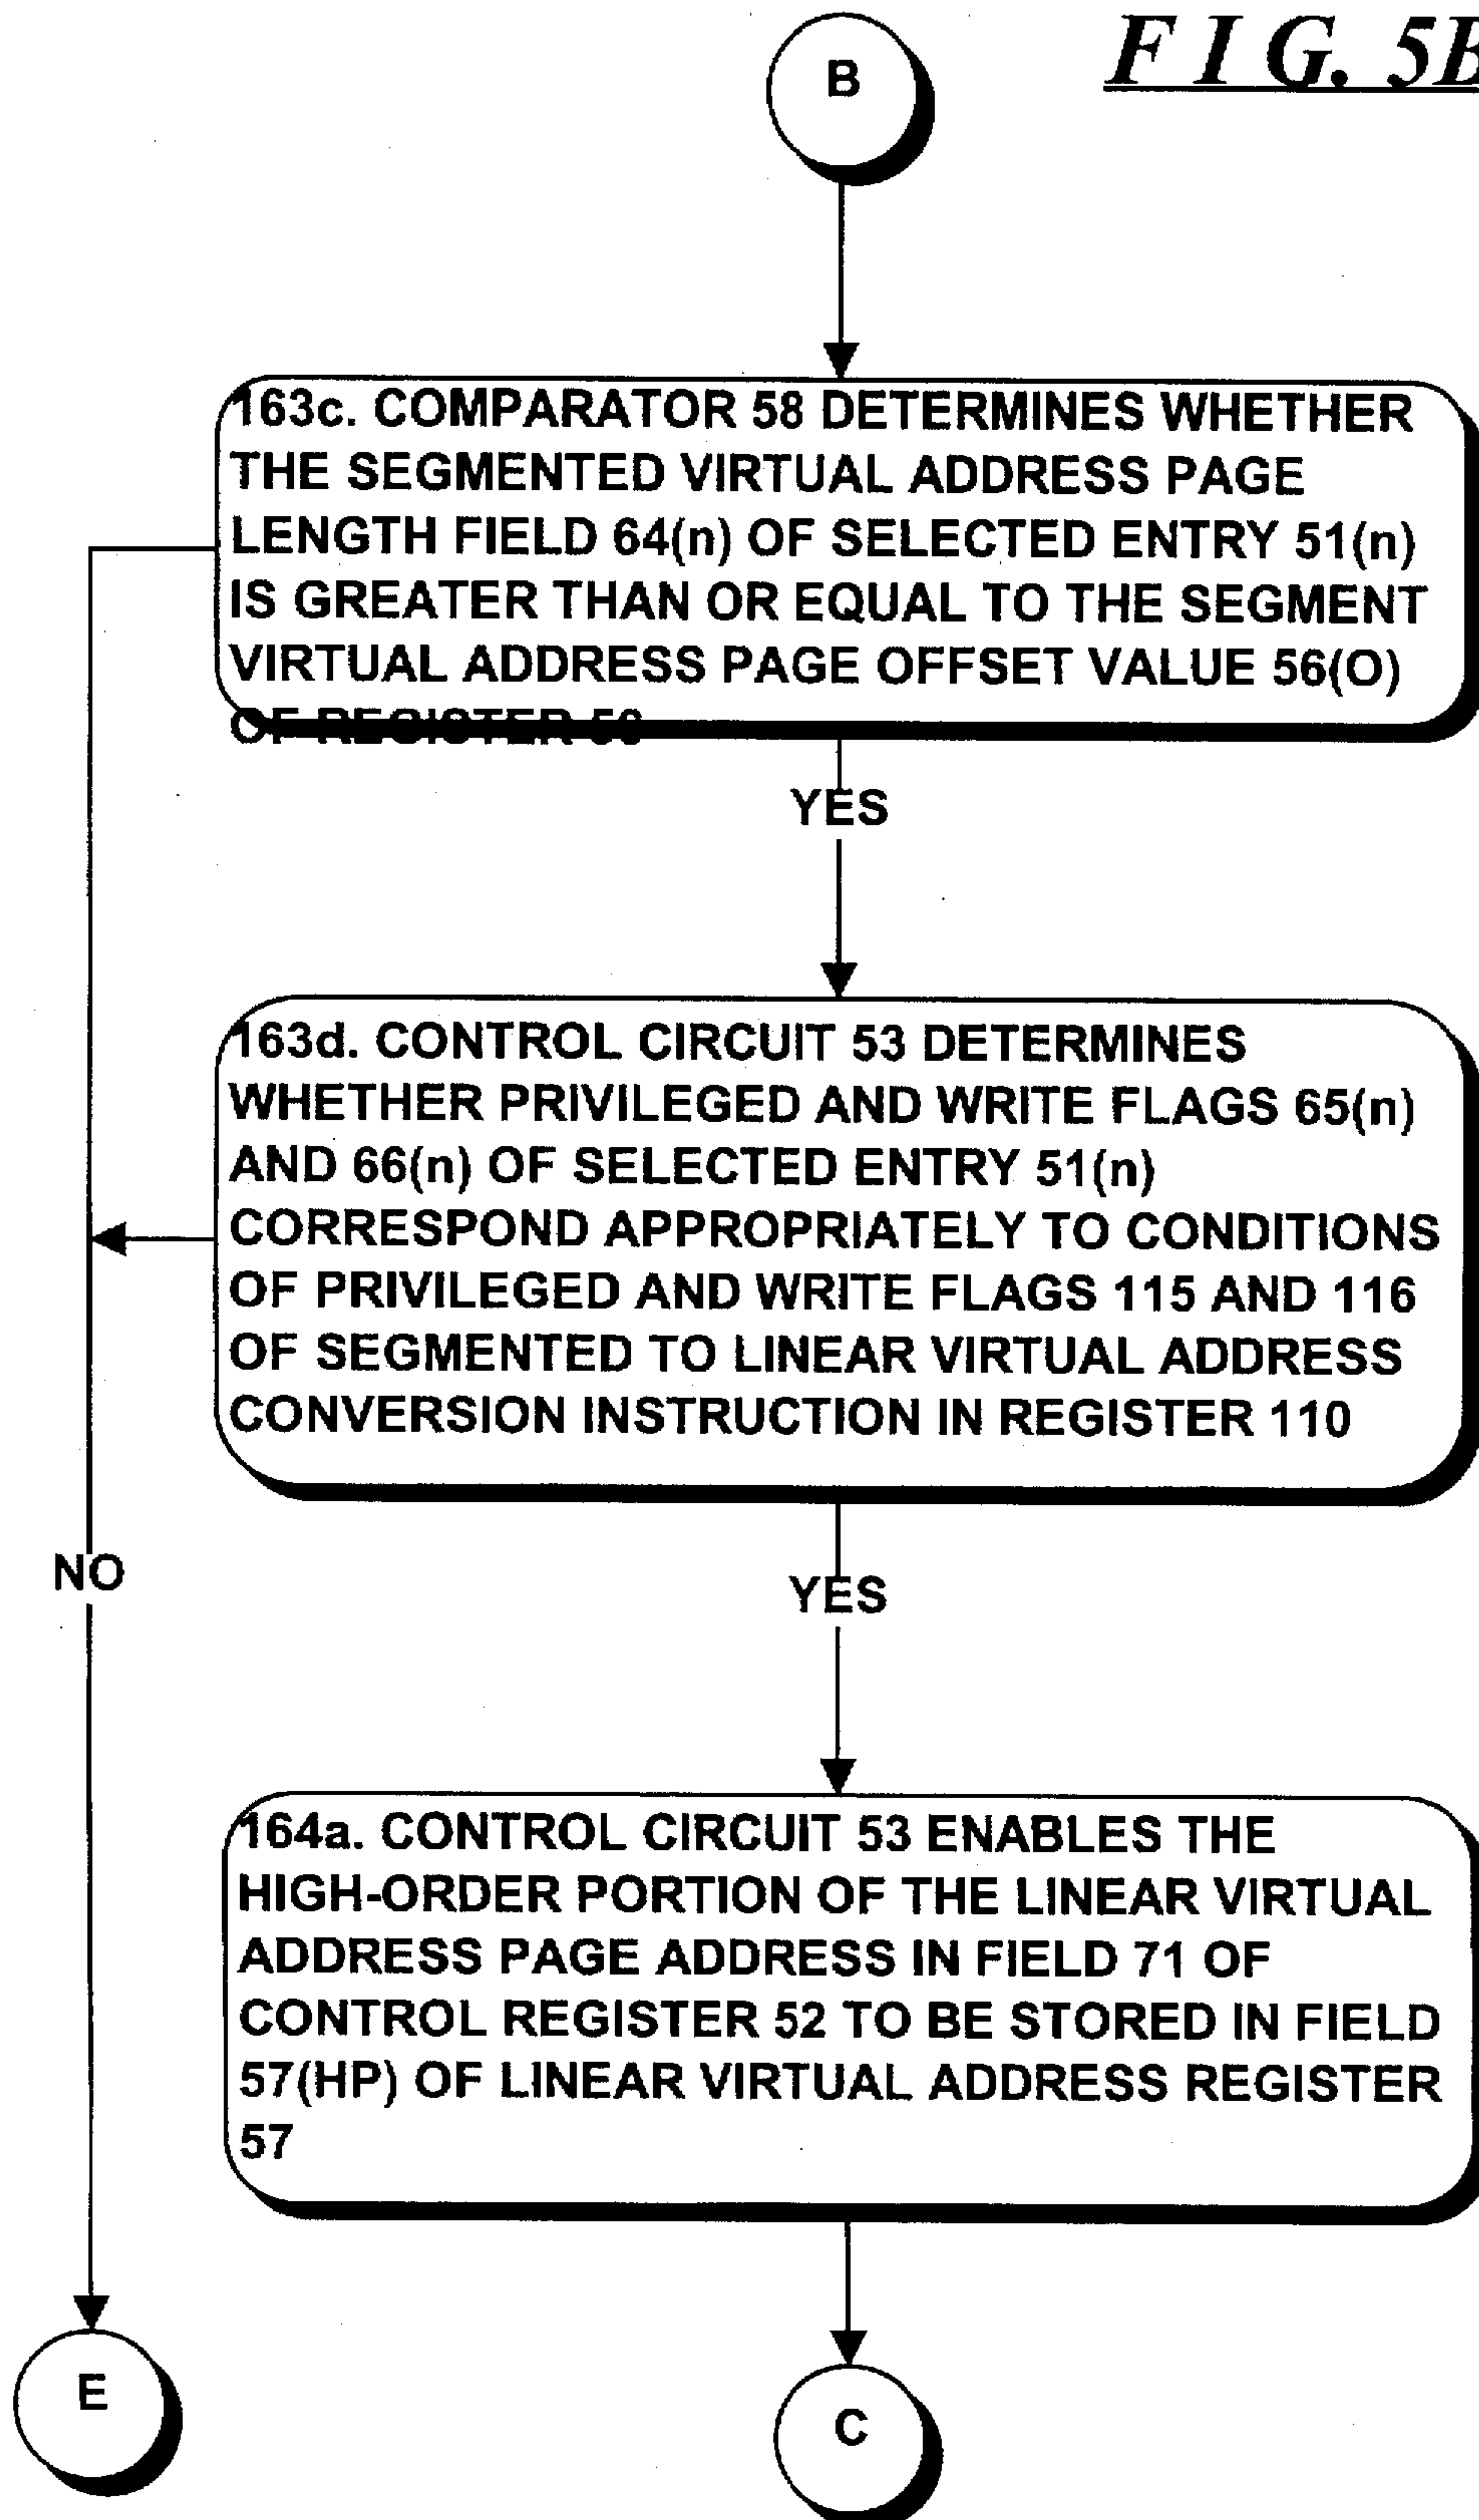 FIG. 5B
B
163c. COMPARATOR 58 DETERMINES WHETHER
THE SEGMENTED VIRTUAL ADDRESS PAGE
LENGTH FIELD 64(n) OF SELECTED ENTRY 51(n)
IS GREATER THAN OR EQUAL TO THE SEGMENT
VIRTUAL ADDRESS PAGE OFFSET VALUE 56(O)
OF REGISTER
YES
163d. CONTROL CIRCUIT 53 DETERMINES
WHETHER PRIVILEGED AND WRITE FLAGS 65(n)
AND 66(n) OF SELECTED ENTRY 51(n)
CORRESPOND APPROPRIATELY TO CONDITIONS
OF PRIVILEGED AND WRITE FLAGS 115 AND 116
OF SEGMENTED TO LINEAR VIRTUAL ADDRESS
CONVERSION INSTRUCTION IN REGISTER 110
NO
YES
164a. CONTROL CIRCUIT 53 ENABLES THE
HIGH-ORDER PORTION OF THE LINEAR VIRTUAL
ADDRESS PAGE ADDRESS IN FIELD 71 OF
CONTROL REGISTER 52 TO BE STORED IN FIELD
57(HP) OF LINEAR VIRTUAL ADDRESS REGISTER
57
E
C